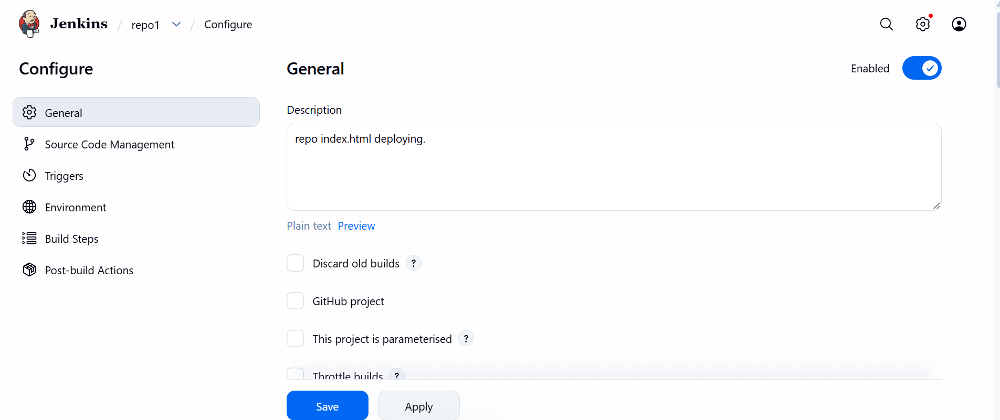 Jenkins / repo1 / Configure
Configure
General
Source Code Management
Triggers
Environment
Build Steps
Post-build Actions
General
Enabled
Description
repo index.html deploying.
Plain text Preview
Discard old builds ?
GitHub project
This project is parameterised ?
Throttle builds ?
Save Apply